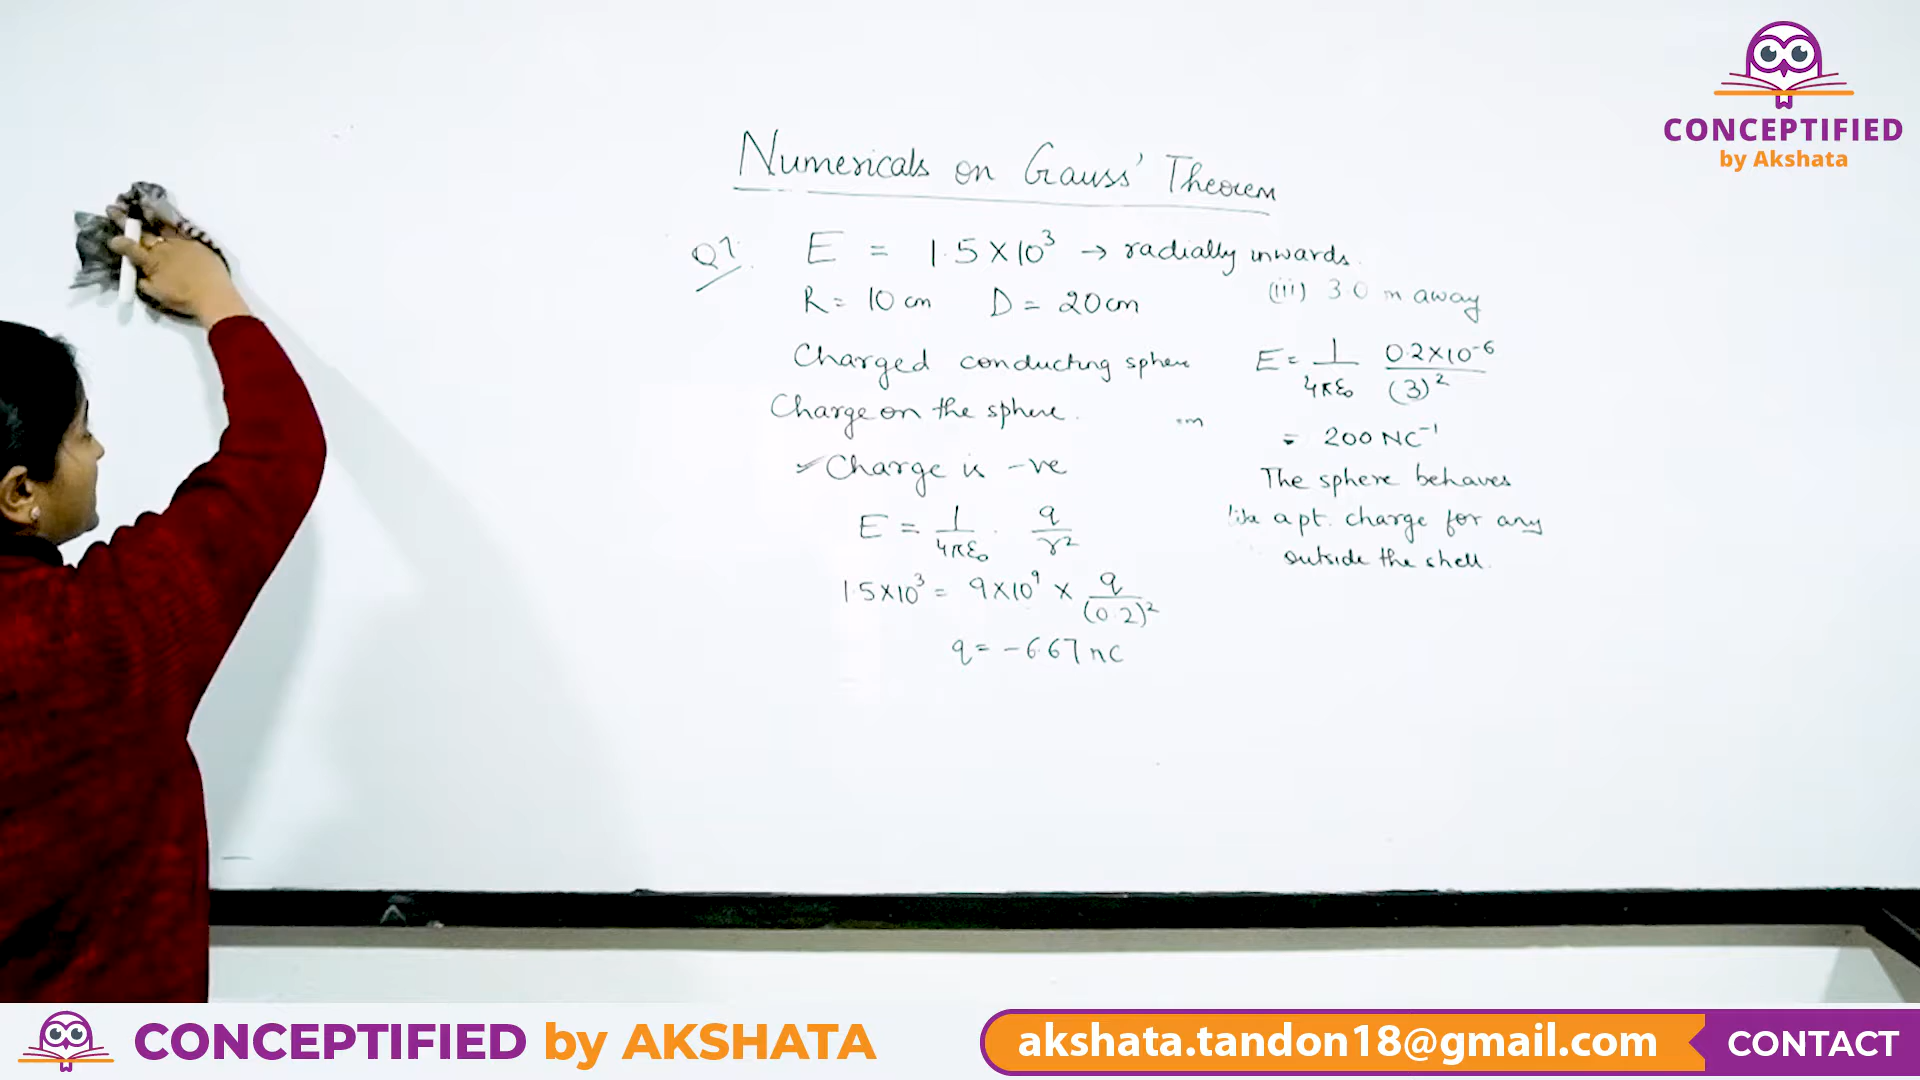 CONCEPTIFIED
by Akshata
Numericals on Gauss' Theorem
Q7. E = 1.5 × 10³ → radially inwards.
R = 10 cm D = 20 cm
Charged conducting sphere
Charge on the sphere.
✓ Charge is -ve
E = 1/4πε₀ . q/r²
1.5×10³ = 9×10⁹ × q/(0.2)²
q = -6.67 nC
(iii) 3.0 m away
E = 1/4πε₀ 0.2×10⁻⁶/(3)²
= 200 NC⁻¹
The sphere behaves
like a pt. charge for any
outside the shell.
CONCEPTIFIED by AKSHATA
akshata.tandon18@gmail.com
CONTACT